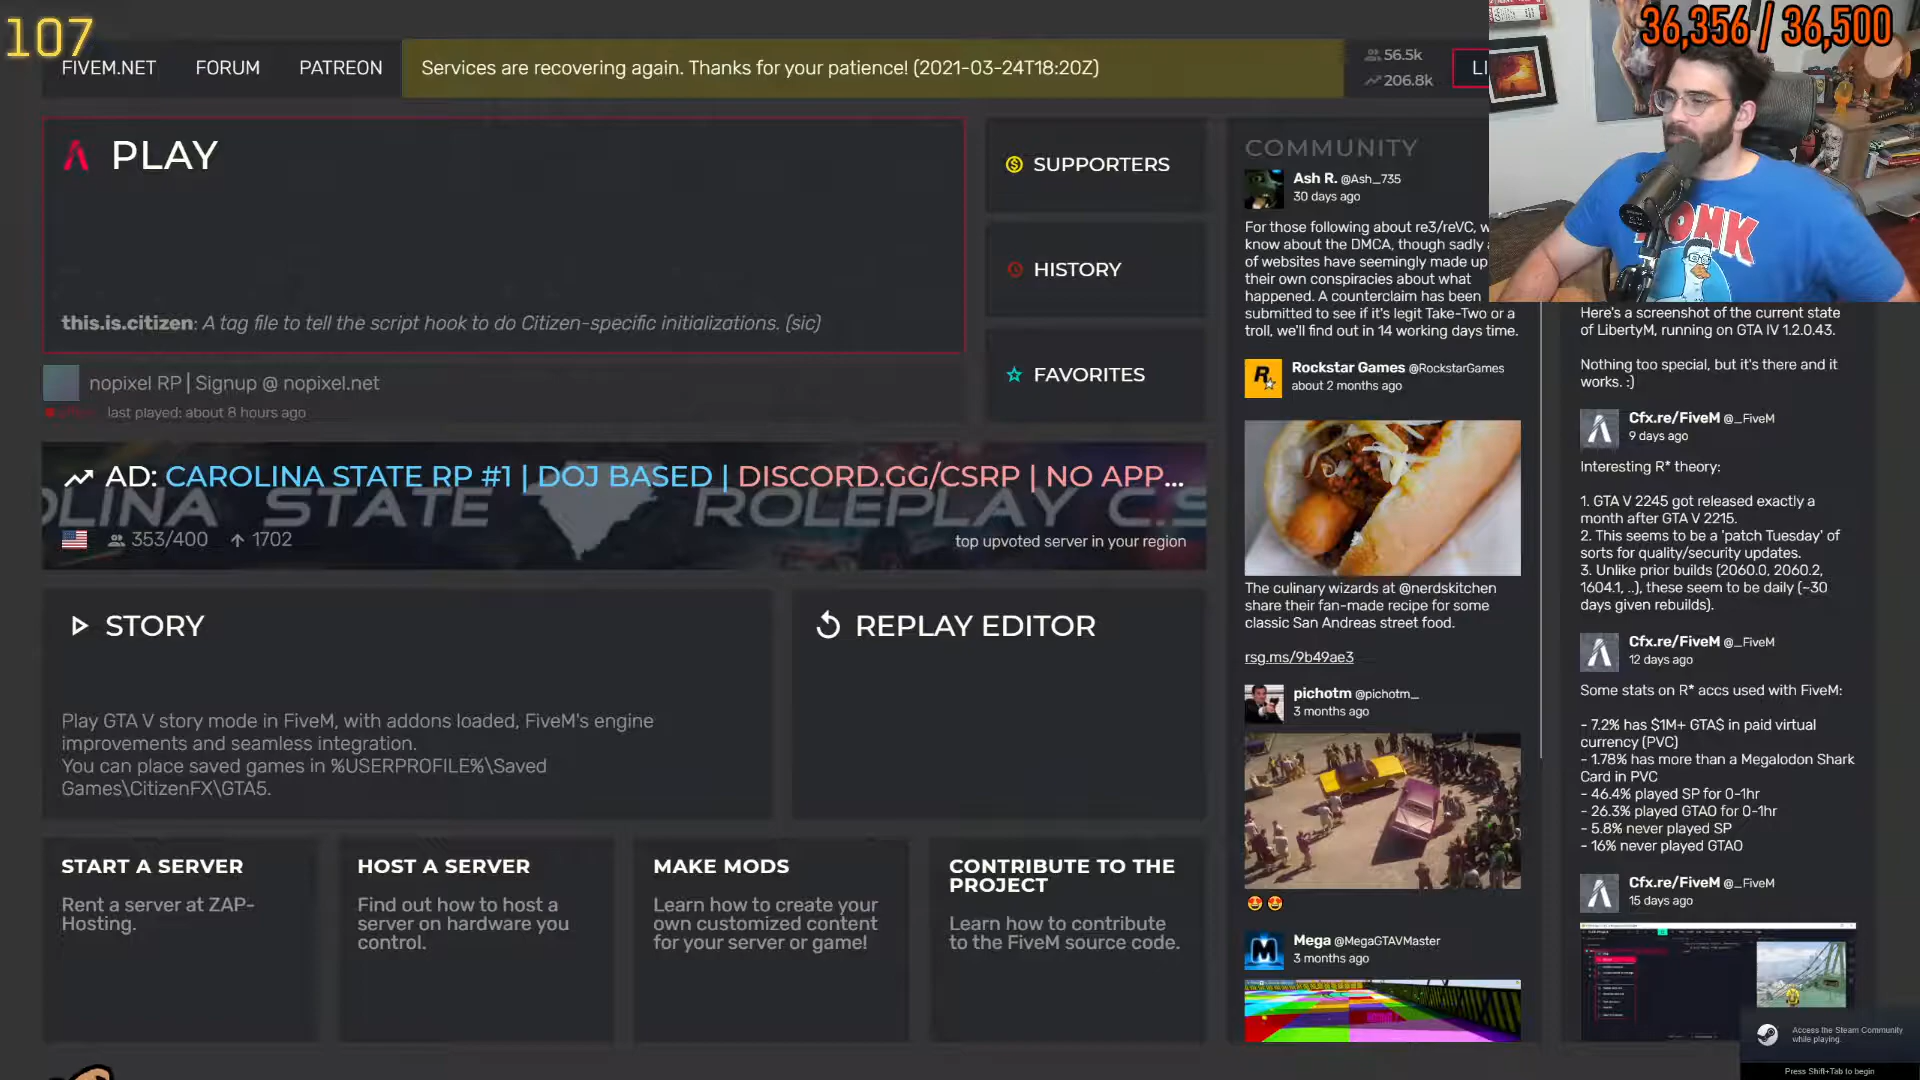 107
36,356 / 36,500
FIVEM.NET
FORUM
PATREON
Services are recovering again. Thanks for your patience! (2021-03-24T18:20Z)
56.5k
206.8k
LI
PLAY
this.is.citizen: A tag file to tell the script hook to do Citizen-specific initializations. (sic)
nopixel RP | Signup @ nopixel.net
last played: about 8 hours ago
SUPPORTERS
HISTORY
FAVORITES
AD: CAROLINA STATE RP #1 | DOJ BASED | DISCORD.GG/CSRP | NO APP...
OLINA STATE ROLEPLAY C.S
353/400
1702
top upvoted server in your region
STORY
Play GTA V story mode in FiveM, with addons loaded, FiveM's engine
improvements and seamless integration.
You can place saved games in %USERPROFILE%\Saved
Games\CitizenFX\GTA5.
REPLAY EDITOR
START A SERVER
Rent a server at ZAP-
Hosting.
HOST A SERVER
Find out how to host a
server on hardware you
control.
MAKE MODS
Learn how to create your
own customized content
for your server or game!
CONTRIBUTE TO THE
PROJECT
Learn how to contribute
to the FiveM source code.
COMMUNITY
Ash R. @Ash_735
30 days ago
For those following about re3/reVC, w
know about the DMCA, though sadly
of websites have seemingly made up
their own conspiracies about what
happened. A counterclaim has been
submitted to see if it's legit Take-Two or a
troll, we'll find out in 14 working days time.
Rockstar Games @RockstarGames
about 2 months ago
The culinary wizards at @nerdskitchen
share their fan-made recipe for some
classic San Andreas street food.
rsg.ms/9b49ae3
pichotm @pichotm_
3 months ago
Mega @MegaGTAVMaster
3 months ago
Here's a screenshot of the current state
of LibertyM, running on GTA IV 1.2.0.43.
Nothing too special, but it's there and it
works. :)
Cfx.re/FiveM @_FiveM
9 days ago
Interesting R* theory:
1. GTA V 2245 got released exactly a
month after GTA V 2215.
2. This seems to be a 'patch Tuesday' of
sorts for quality/security updates.
3. Unlike prior builds (2060.0, 2060.2,
1604.1, ..), these seem to be daily (~30
days given rebuilds).
Cfx.re/FiveM @_FiveM
12 days ago
Some stats on R* accs used with FiveM:
- 7.2% has $1M+ GTA$ in paid virtual
currency (PVC)
- 1.78% has more than a Megalodon Shark
Card in PVC
- 46.4% played SP for 0-1hr
- 26.3% played GTAO for 0-1hr
- 5.8% never played SP
- 16% never played GTAO
Cfx.re/FiveM @_FiveM
15 days ago
Access the Steam Community
while playing.
Press Shift+Tab to begin